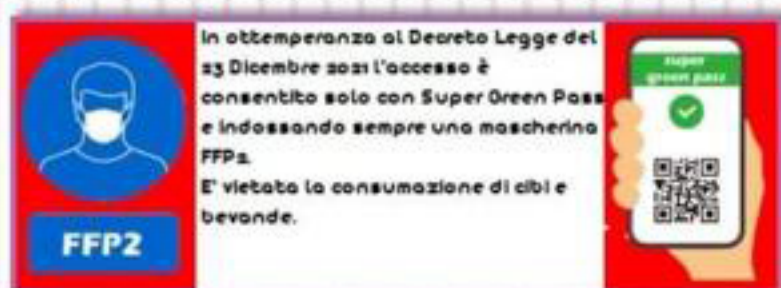 In ottemperanza al Decreto Legge del
23 Dicembre 2021 l'accesso è
consentito solo con Super Green Pass
e indossando sempre una mascherina
FFP2.
E' vietata la consumazione di cibi e
bevande.
FFP2
super
green pass